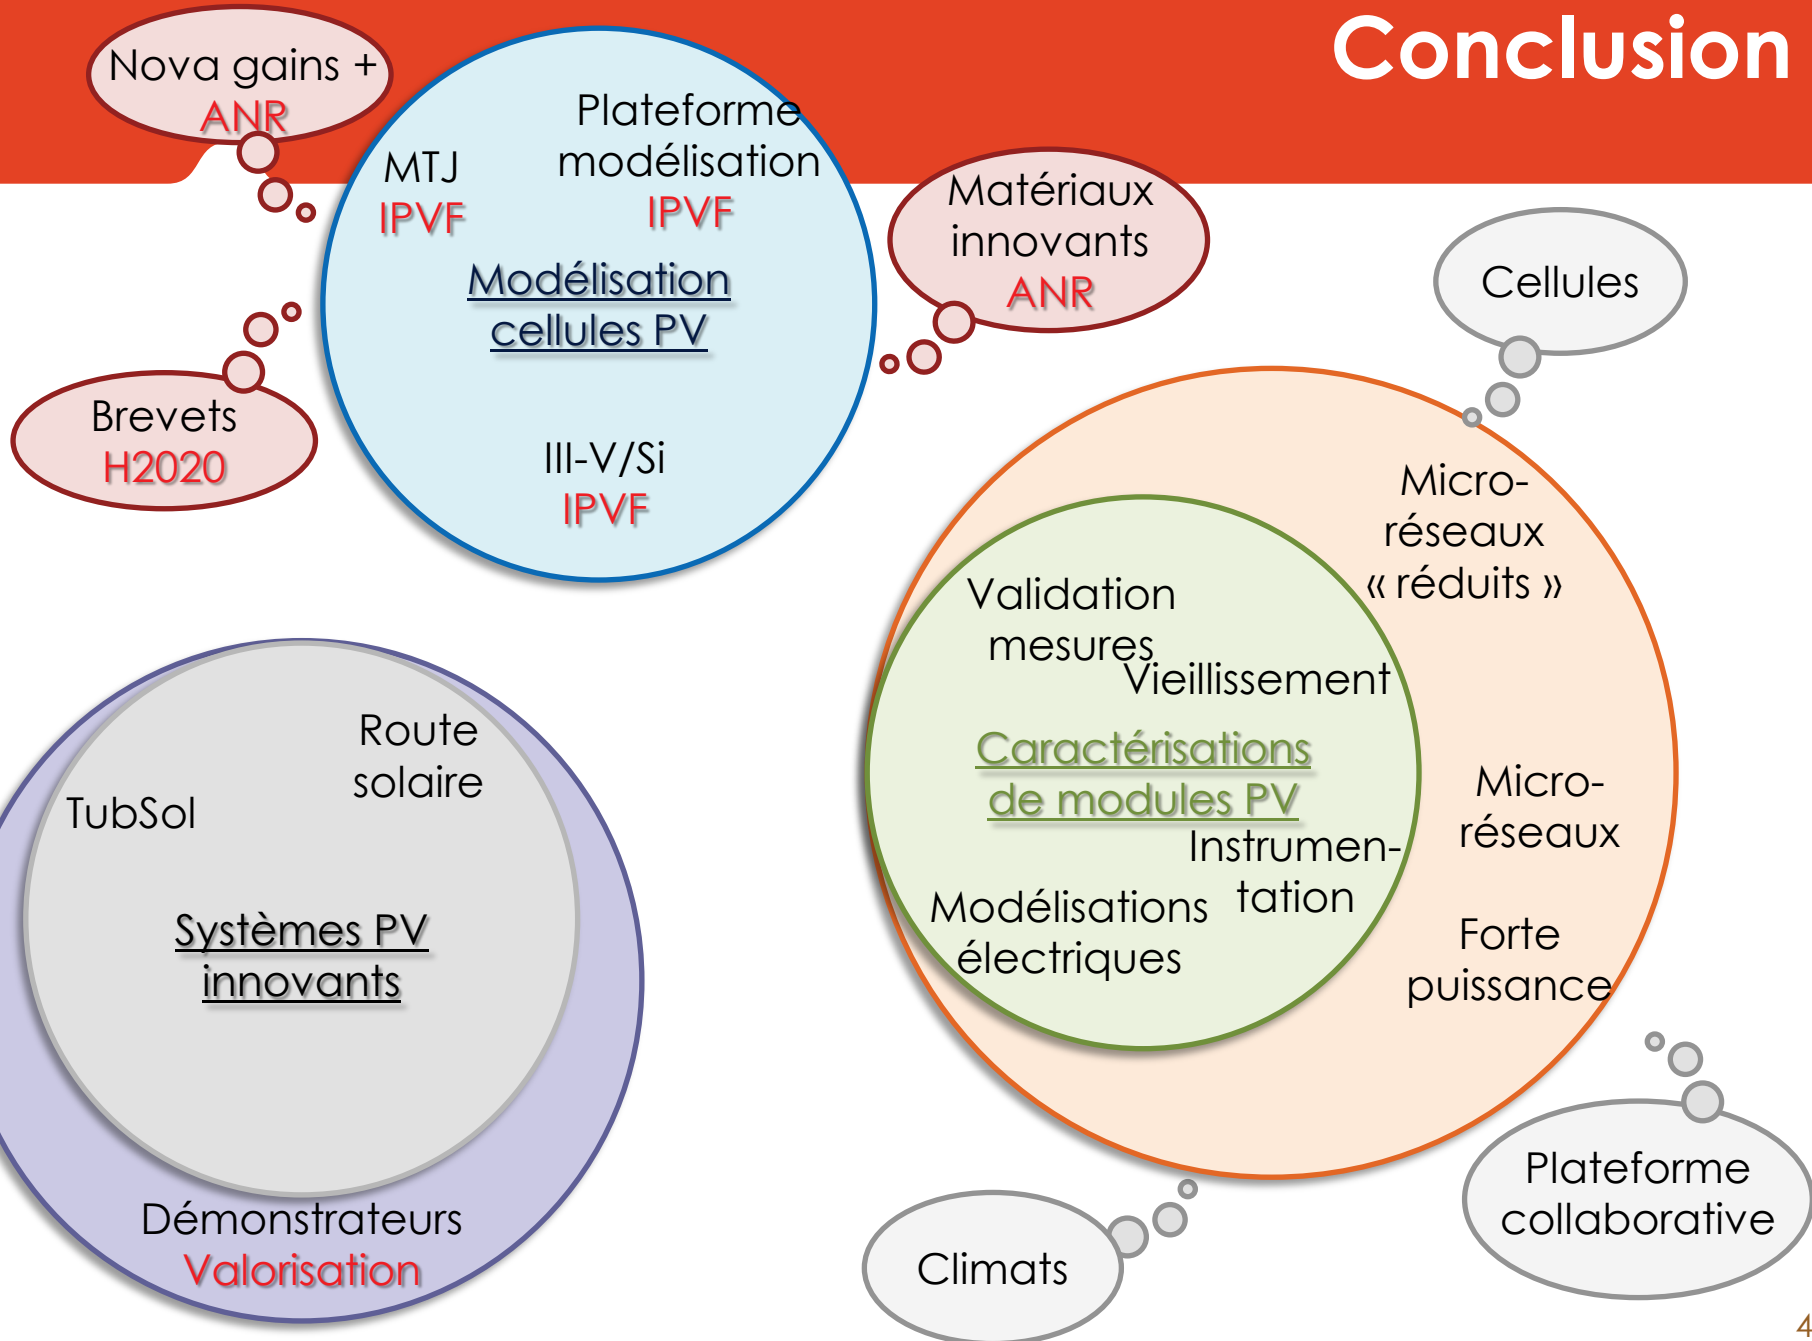 Conclusion
Nova gains +
ANR
MTJ
IPVF
Plateforme
modélisation
IPVF
Modélisation
cellules PV
III-V/Si
IPVF
Matériaux
innovants
ANR
Brevets
H2020
Cellules
Micro-
réseaux
« réduits »
Validation
mesures
Vieillissement
Caractérisations
de modules PV
Instrumen-
tation
Modélisations
électriques
Micro-
réseaux
Forte
puissance
Route
solaire
TubSol
Systèmes PV
innovants
Démonstrateurs
Valorisation
Climats
Plateforme
collaborative
4